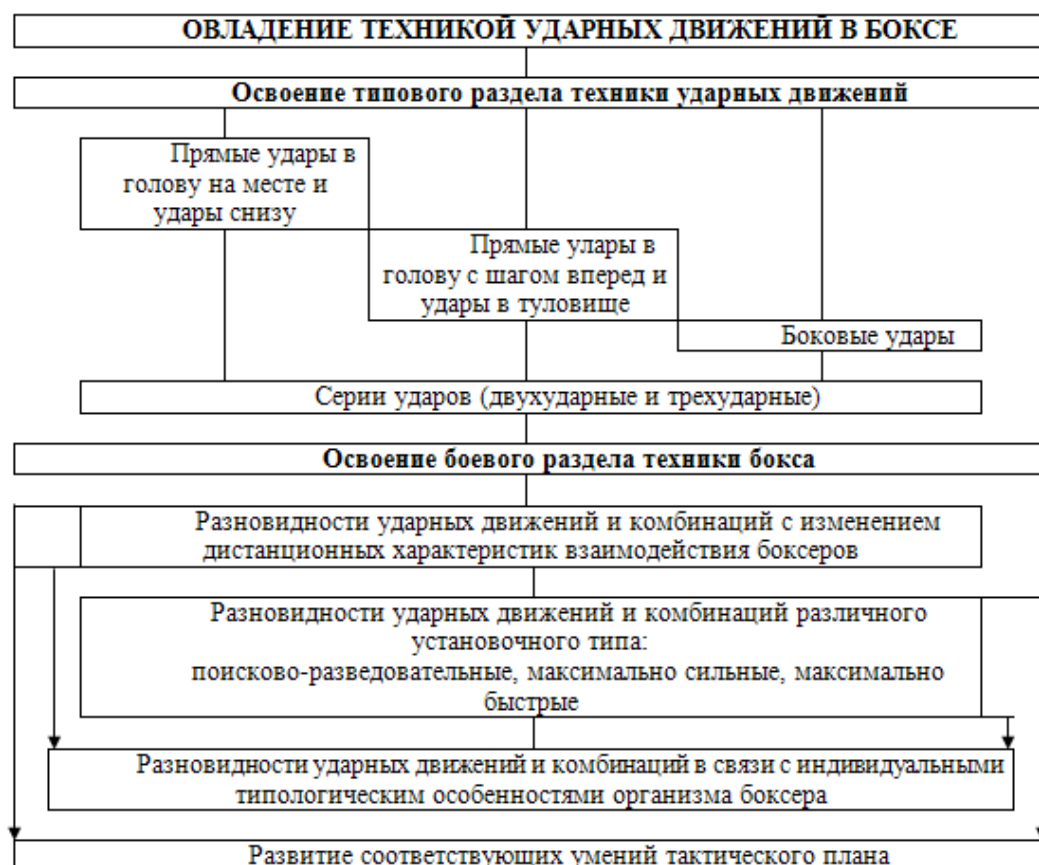 ОВЛАДЕНИЕ ТЕХНИКОЙ УДАРНЫХ ДВИЖЕНИЙ В БОКСЕ
Освоение типового раздела техники ударных движений
Прямые удары в
голову на месте и
удары снизу
Прямые улары в
голову с шагом вперед и
удары в туловище
Боковые удары
Серии ударов (двухударные и трехударные)
Освоение боевого раздела техники бокса
Разновидности ударных движений и комбинаций с изменением
дистанционных характеристик взаимодействия боксеров
Разновидности ударных движений и комбинаций различного
установочного типа:
поисково-разведовательные, максимально сильные, максимально
быстрые
Разновидности ударных движений и комбинаций в связи с индивидуальными
типологическим особенностями организма боксера
Развитие соответствующих умений тактического плана